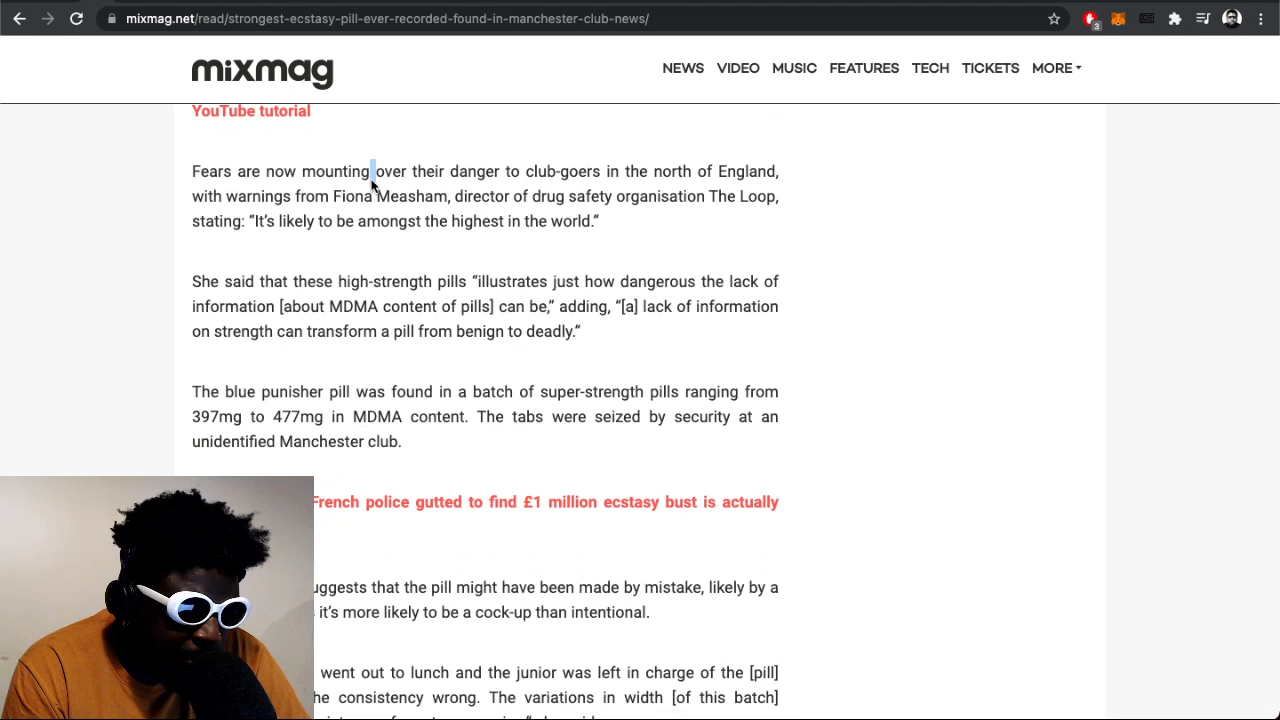 mixmag.net/read/strongest-ecstasy-pill-ever-recorded-found-in-manchester-club-news/
3
mixmag
NEWS VIDEO MUSIC FEATURES TECH TICKETS MORE
YouTube tutorial
Fears are now mounting over their danger to club-goers in the north of England,
with warnings from Fiona Measham, director of drug safety organisation The Loop,
stating: “It’s likely to be amongst the highest in the world.”
She said that these high-strength pills “illustrates just how dangerous the lack of
information [about MDMA content of pills] can be,” adding, “[a] lack of information
on strength can transform a pill from benign to deadly.”
The blue punisher pill was found in a batch of super-strength pills ranging from
397mg to 477mg in MDMA content. The tabs were seized by security at an
unidentified Manchester club.
French police gutted to find £1 million ecstasy bust is actually
uggests that the pill might have been made by mistake, likely by a
it’s more likely to be a cock-up than intentional.
went out to lunch and the junior was left in charge of the [pill]
he consistency wrong. The variations in width [of this batch]